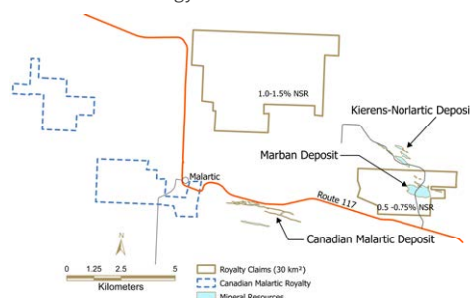 1.0-1.5% NSR
Kierens-Norlartic Deposi
Marban Deposit
Malartic
Route 117
0.5 -0.75% NSR
Canadian Malartic Deposit
N
0 1.25 2.5 5
Kilometers
Royalty Claims (30 km²)
Canadian Malartic Royalty
Mineral Resources